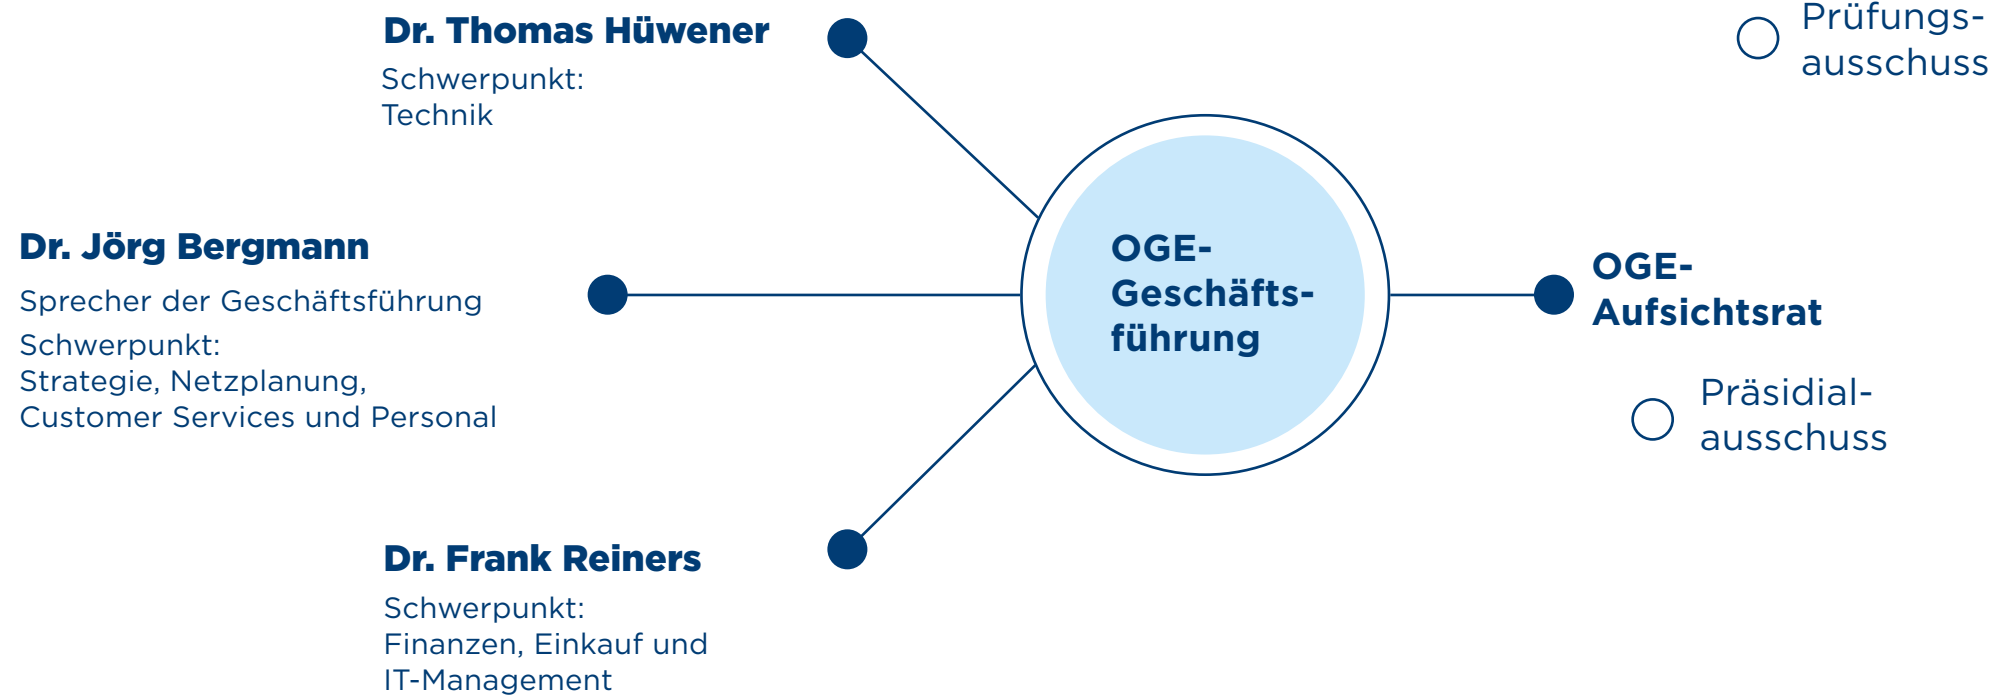 Dr. Thomas Hüwener
Schwerpunkt:
Technik
Prüfungs-
ausschuss
Dr. Jörg Bergmann
Sprecher der Geschäftsführung
Schwerpunkt:
Strategie, Netzplanung,
Customer Services und Personal
OGE-
Geschäfts-
führung
OGE-
Aufsichtsrat
Präsidial-
ausschuss
Dr. Frank Reiners
Schwerpunkt:
Finanzen, Einkauf und
IT-Management